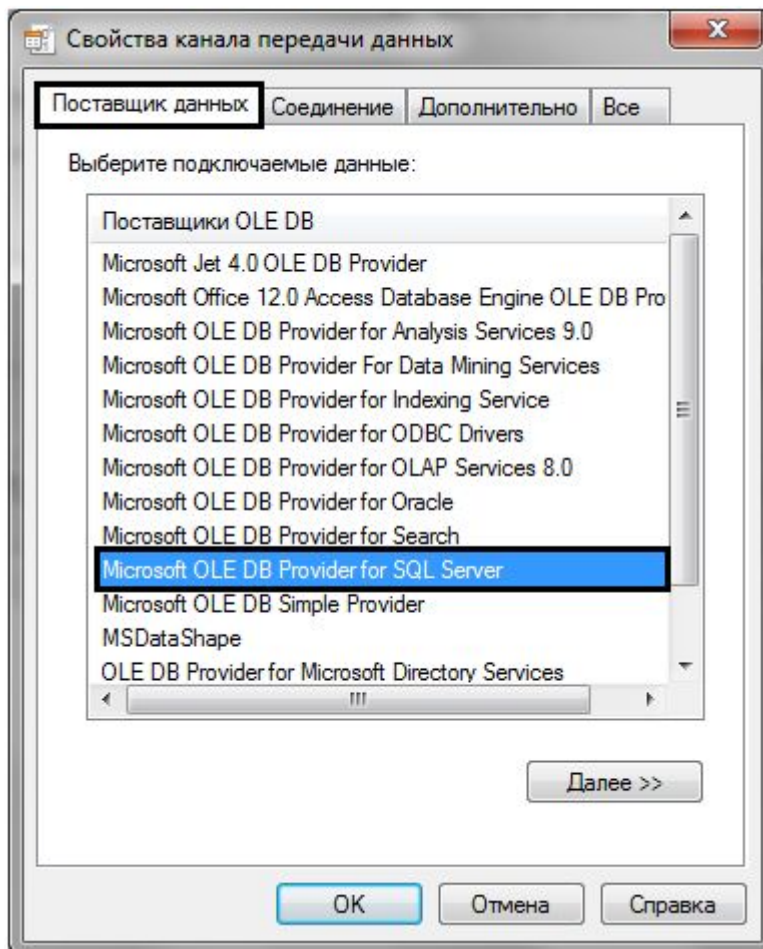 Свойства канала передачи данных
Поставщик данных Соединение Дополнительно Все
Выберите подключаемые данные:
Поставщики OLE DB
Microsoft Jet 4.0 OLE DB Provider
Microsoft Office 12.0 Access Database Engine OLE DB Pro
Microsoft OLE DB Provider for Analysis Services 9.0
Microsoft OLE DB Provider For Data Mining Services
Microsoft OLE DB Provider for Indexing Service
Microsoft OLE DB Provider for ODBC Drivers
Microsoft OLE DB Provider for OLAP Services 8.0
Microsoft OLE DB Provider for Oracle
Microsoft OLE DB Provider for Search
Microsoft OLE DB Provider for SQL Server
Microsoft OLE DB Simple Provider
MSDataShape
OLE DB Provider for Microsoft Directory Services
Далее >>
ОК Отмена Справка